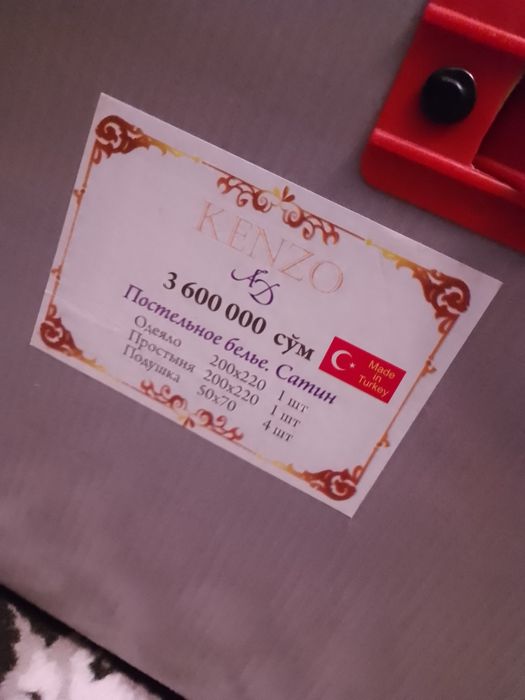 KENZO
АД
3 600 000 сўм
Постельное белье. Сатин
Одеяло 200x220 1 шт
Простыня 200x220 1 шт
Подушка 50x70 4 шт
Made
in
Turkey